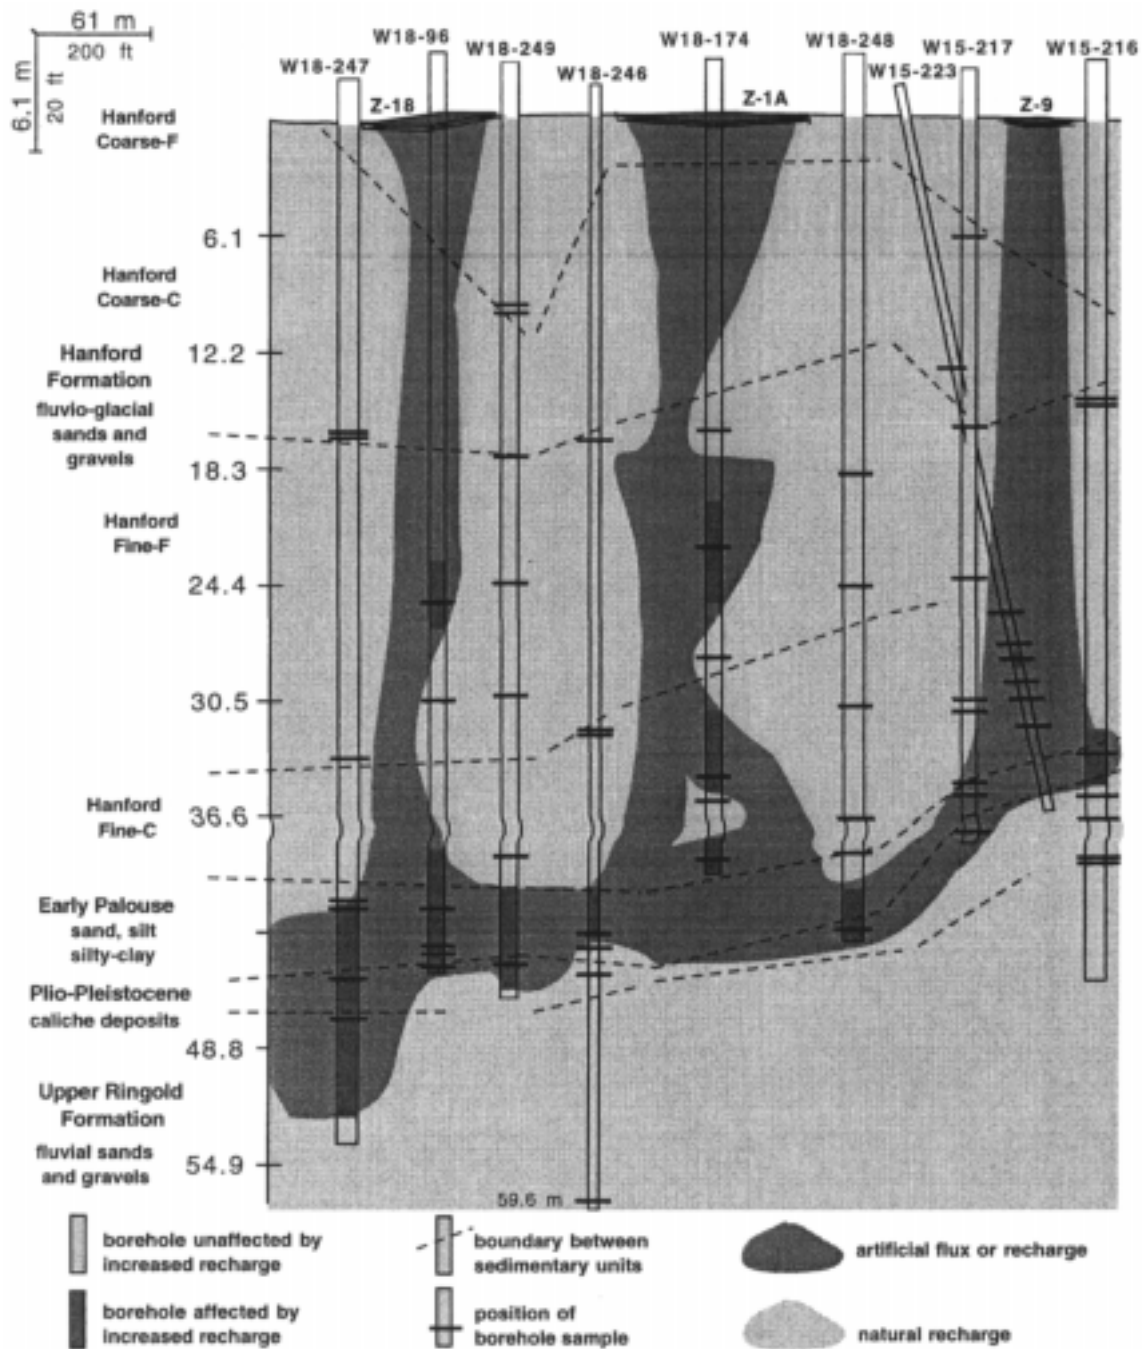 61 m
200 ft
6.1 m
20 ft
W18-247
W18-96
W18-249
W18-246
W18-174
W18-248
W15-223
W15-217
W15-216
Z-18
Z-1A
Z-9
Hanford
Coarse-F
6.1
Hanford
Coarse-C
12.2
Hanford
Formation
fluvio-glacial
sands and
gravels
18.3
Hanford
Fine-F
24.4
30.5
Hanford
Fine-C
36.6
Early Palouse
sand, silt
silty-clay
Plio-Pleistocene
caliche deposits
48.8
Upper Ringold
Formation
fluvial sands
and gravels
54.9
59.6 m
borehole unaffected by
increased recharge
boundary between
sedimentary units
artificial flux or recharge
borehole affected by
increased recharge
position of
borehole sample
natural recharge